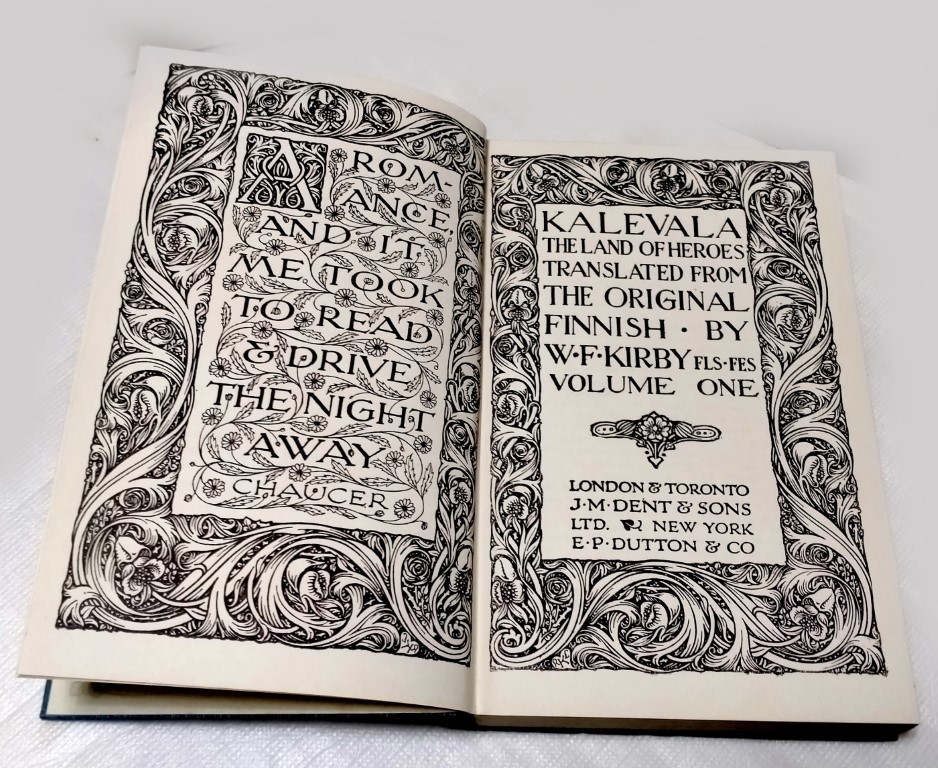 A ROM-
ANCE
AND IT
ME TOOK
TO READ
& DRIVE
THE NIGHT
AWAY
CHAUCER
KALEVALA
THE LAND OF HEROES
TRANSLATED FROM
THE ORIGINAL
FINNISH · BY
W·F·KIRBY FLS·FES
VOLUME ONE
LONDON & TORONTO
J·M·DENT & SONS
LTD. NEW YORK
E·P·DUTTON & CO